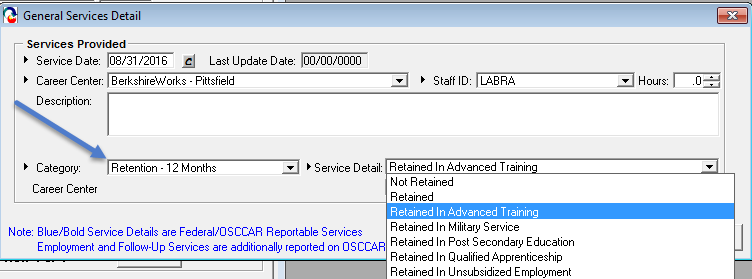 General Services Detail
Services Provided
Service Date: 08/31/2016 Last Update Date: 00/00/0000
Career Center: BerkshireWorks - Pittsfield Staff ID: LABRA Hours: .0
Description:
Category: Retention - 12 Months Service Detail: Retained In Advanced Training
Career Center
Not Retained
Retained
Retained In Advanced Training
Retained In Military Service
Retained In Post Secondary Education
Retained In Qualified Apprenticeship
Retained In Unsubsidized Employment
Note: Blue/Bold Service Details are Federal/OSCCAR Reportable Services
Employment and Follow-Up Services are additionally reported on OSCCAR